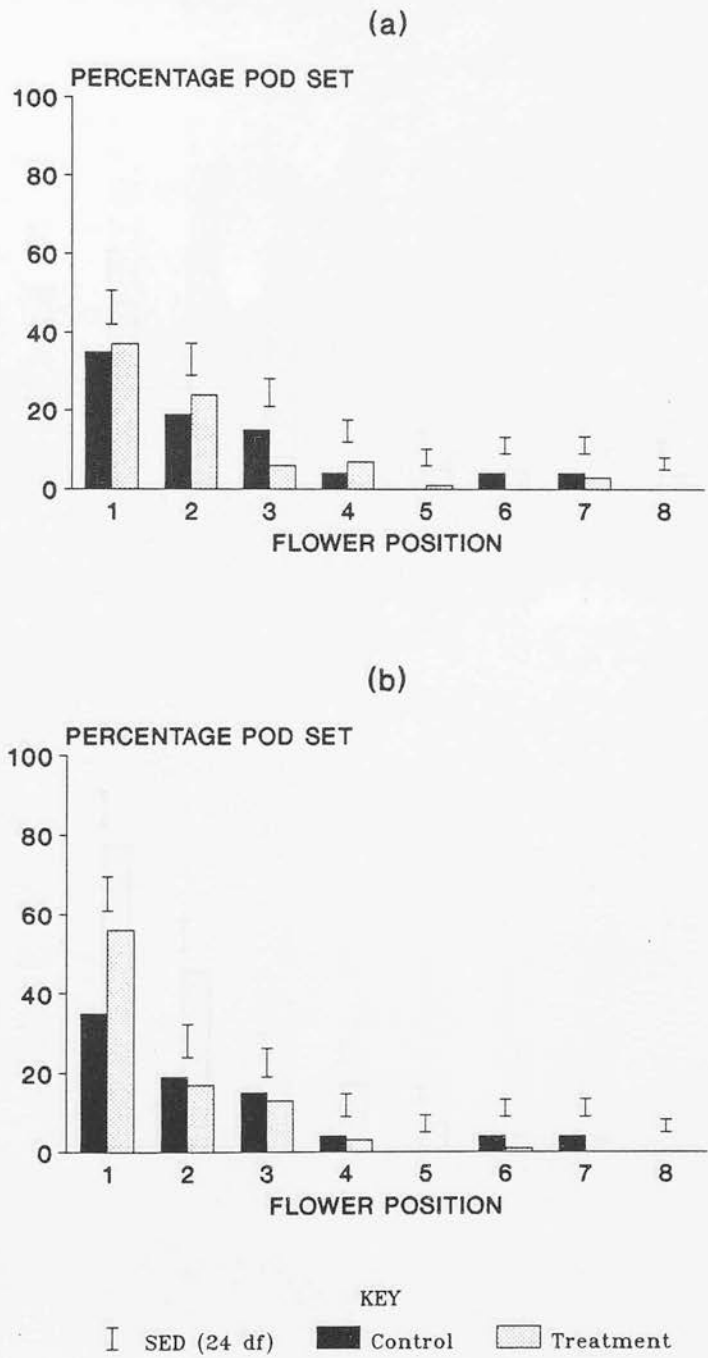 (a)
PERCENTAGE POD SET
100
80
60
40
20
0
1 2 3 4 5 6 7 8
FLOWER POSITION
(b)
PERCENTAGE POD SET
100
80
60
40
20
0
1 2 3 4 5 6 7 8
FLOWER POSITION
KEY
SED (24 df) Control Treatment